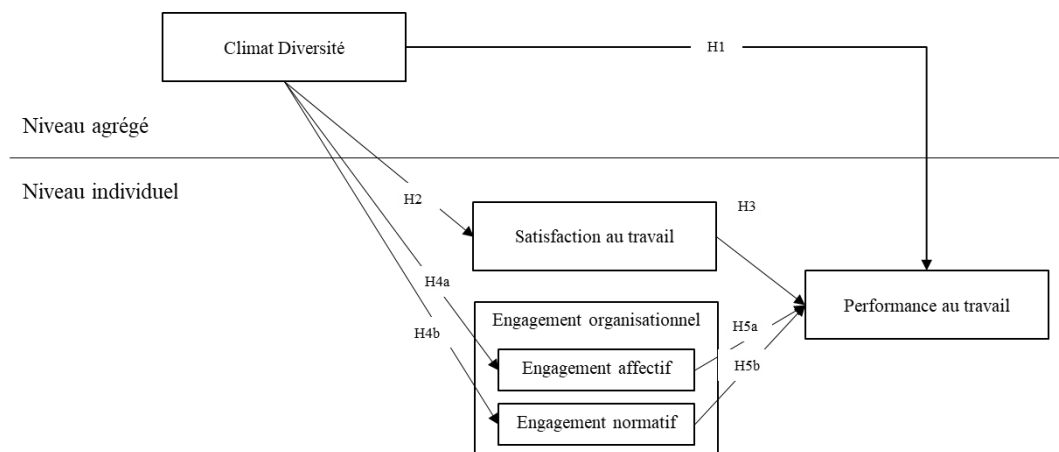 Climat Diversité
H1
Niveau agrégé
Niveau individuel
H2
H3
Satisfaction au travail
H4a
Performance au travail
Engagement organisationnel
H4b
H5a
Engagement affectif
H5b
Engagement normatif